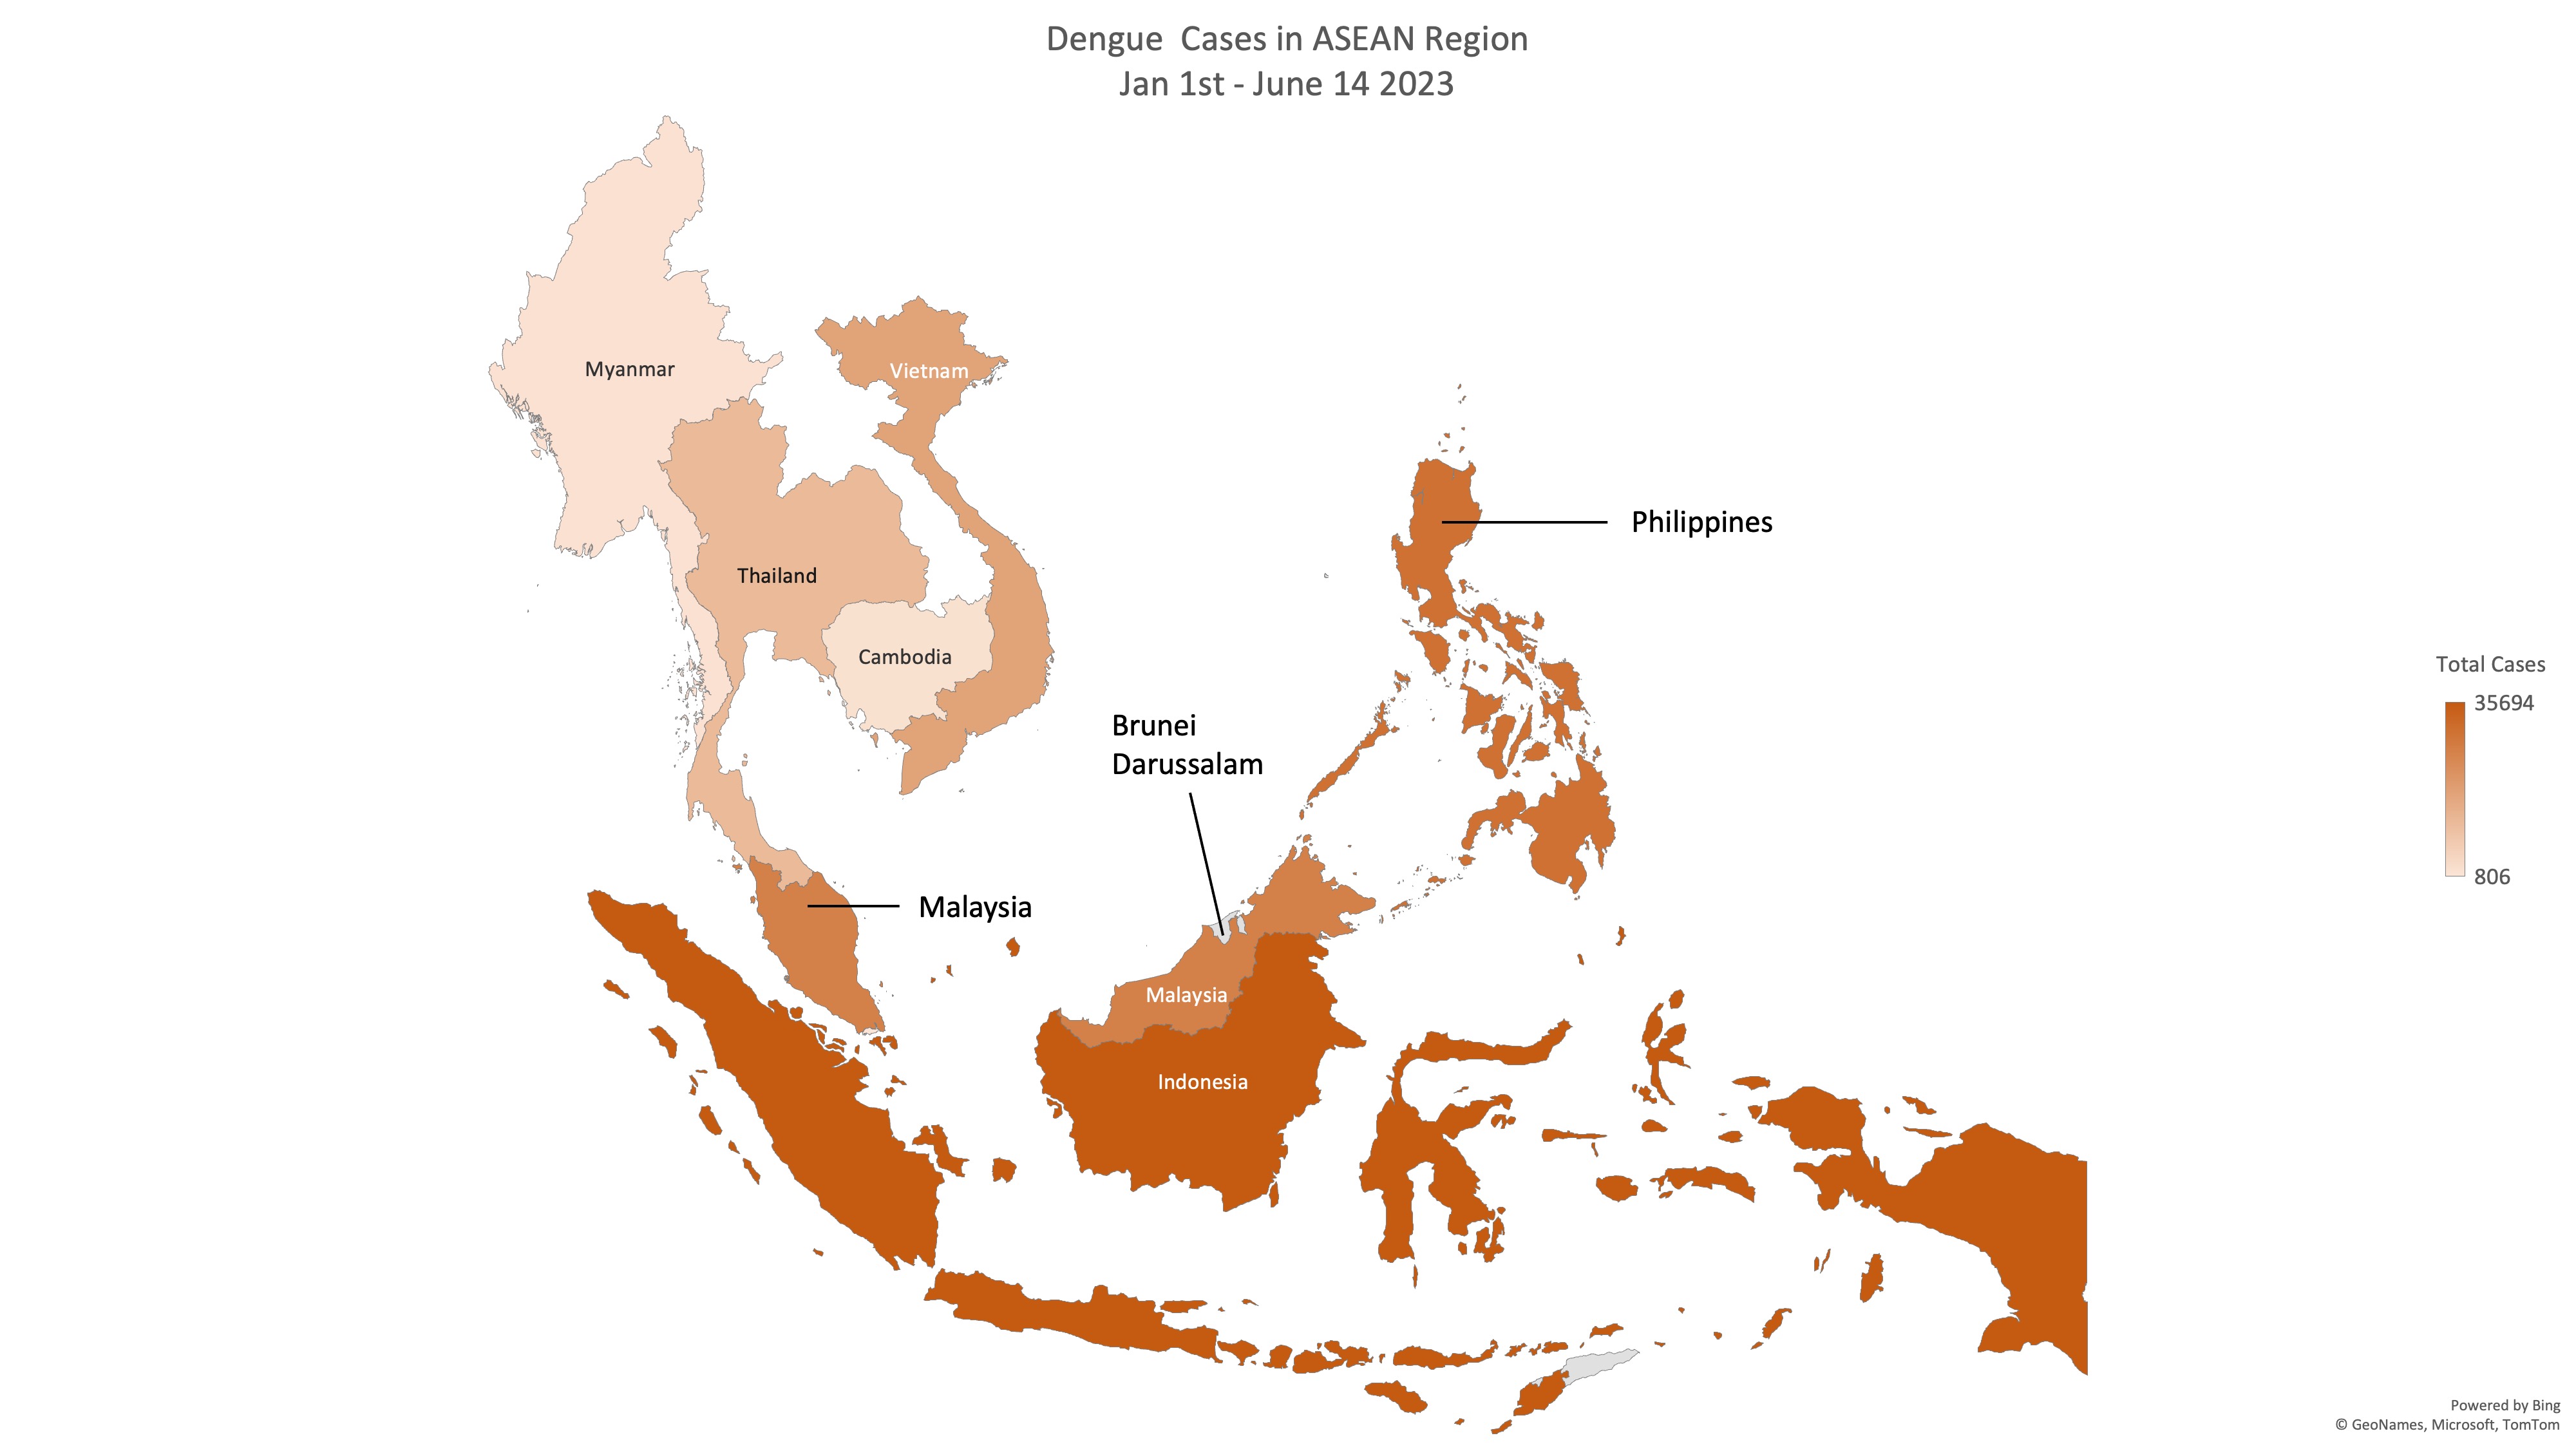 Dengue  Cases in ASEAN Region
Jan 1st - June 14 2023
Myanmar
Vietnam
Thailand
Philippines
Cambodia
Brunei
Darussalam
Malaysia
Malaysia
Indonesia
Total Cases
35694
806
Powered by Bing
© GeoNames, Microsoft, TomTom